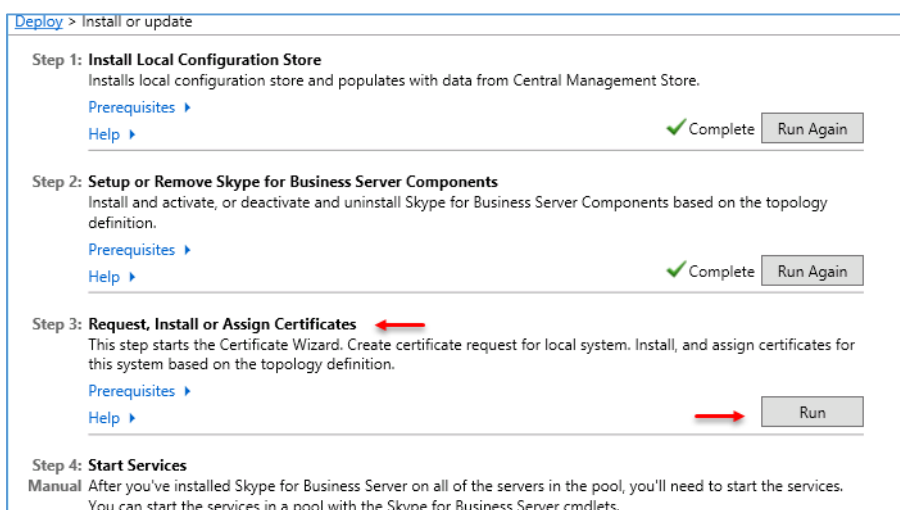 Deploy > Install or update
Step 1: Install Local Configuration Store
Installs local configuration store and populates with data from Central Management Store.
Prerequisites
Help
Complete Run Again
Step 2: Setup or Remove Skype for Business Server Components
Install and activate, or deactivate and uninstall Skype for Business Server Components based on the topology
definition.
Prerequisites
Help
Complete Run Again
Step 3: Request, Install or Assign Certificates
This step starts the Certificate Wizard. Create certificate request for local system. Install, and assign certificates for
this system based on the topology definition.
Prerequisites
Help
Run
Step 4: Start Services
Manual After you've installed Skype for Business Server on all of the servers in the pool, you'll need to start the services.
You can start the services in a pool with the Skype for Business Server cmdlets.